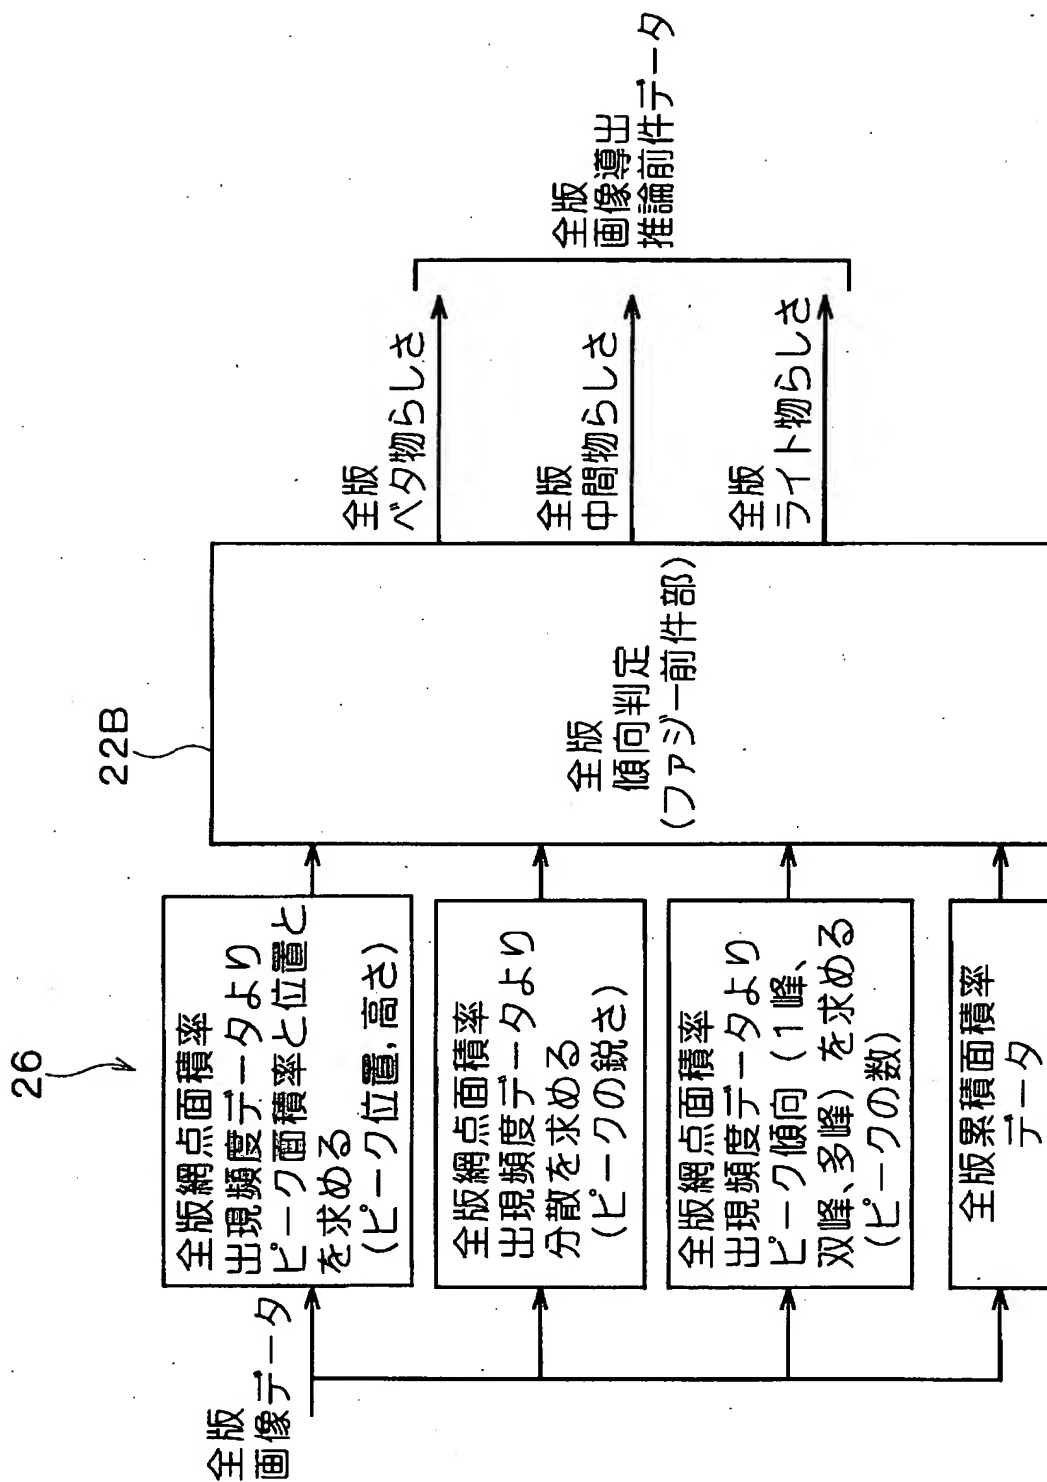 26
22B
全版
画像データ
全版網点面積率
出現頻度データより
ピーク面積率と位置と
を求める
(ピーク位置,高さ)
全版網点面積率
出現頻度データより
分散を求める
(ピークの鋭さ)
全版網点面積率
出現頻度データより
ピーク傾向(1峰、
双峰、多峰)を求める
(ピークの数)
全版累積面積率
データ
全版
傾向判定
(ファジー前件部)
全版
ベタ物らしさ
全版
中間物らしさ
全版
ライト物らしさ
全版
画像導出
推論前件データ